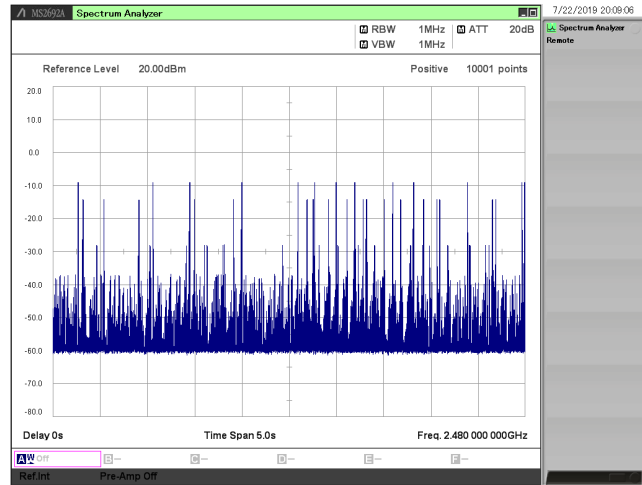 MS2692A Spectrum Analyzer
7/22/2019 20:09:06
M RBW 1MHz M ATT 20dB
M VBW 1MHz
Spectrum Analyzer
Remote
Reference Level 20.00dBm Positive 10001 points
20.0
10.0
0.0
-10.0
-20.0
-30.0
-40.0
-50.0
-60.0
-70.0
-80.0
Delay 0s Time Span 5.0s Freq. 2.480 000 000GHz
A W Off B-- C-- D-- E-- F--
Ref.Int Pre-Amp Off